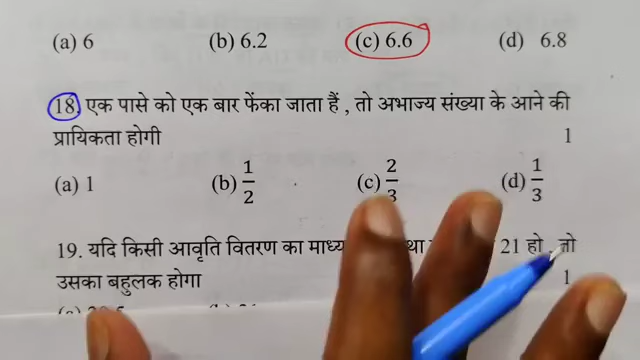 (a) 6 (b) 6.2 (c) 6.6 (d) 6.8
18. एक पासे को एक बार फेंका जाता हैं , तो अभाज्य संख्या के आने की
प्रायिकता होगी 1
(a) 1 (b) 1/2 (c) 2/3 (d) 1/3
19. यदि किसी आवृति वितरण का 21 हो , तो
उसका बहुलक होगा 1